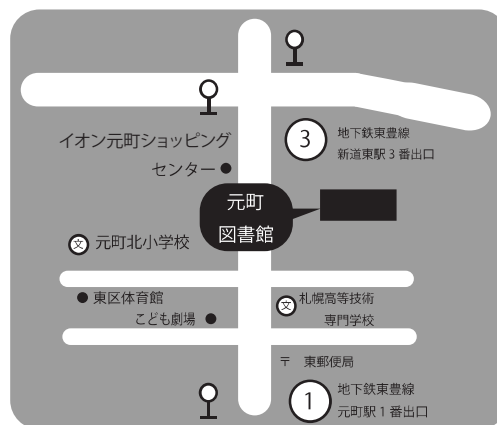 イオン元町ショッピング
センター
3
地下鉄東豊線
新道東駅3番出口
元町
図書館
文 元町北小学校
東区体育館
こども劇場
文 札幌高等技術
専門学校
〒 東郵便局
1
地下鉄東豊線
元町駅1番出口